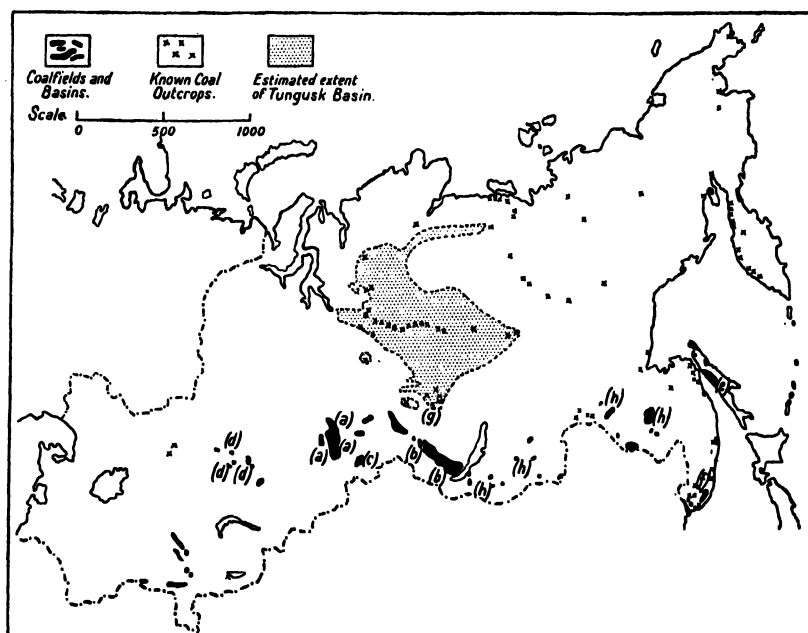 Coalfields and
Basins.
Known Coal
Outcrops.
Estimated extent
of Tungusk Basin.
Scale.
0 500 1000
(e)
(g)
(h)
(h)
(a)
(d)
(a)
(a)
(b)
(d)
(d)
(c)
(b)
(h)
(h)